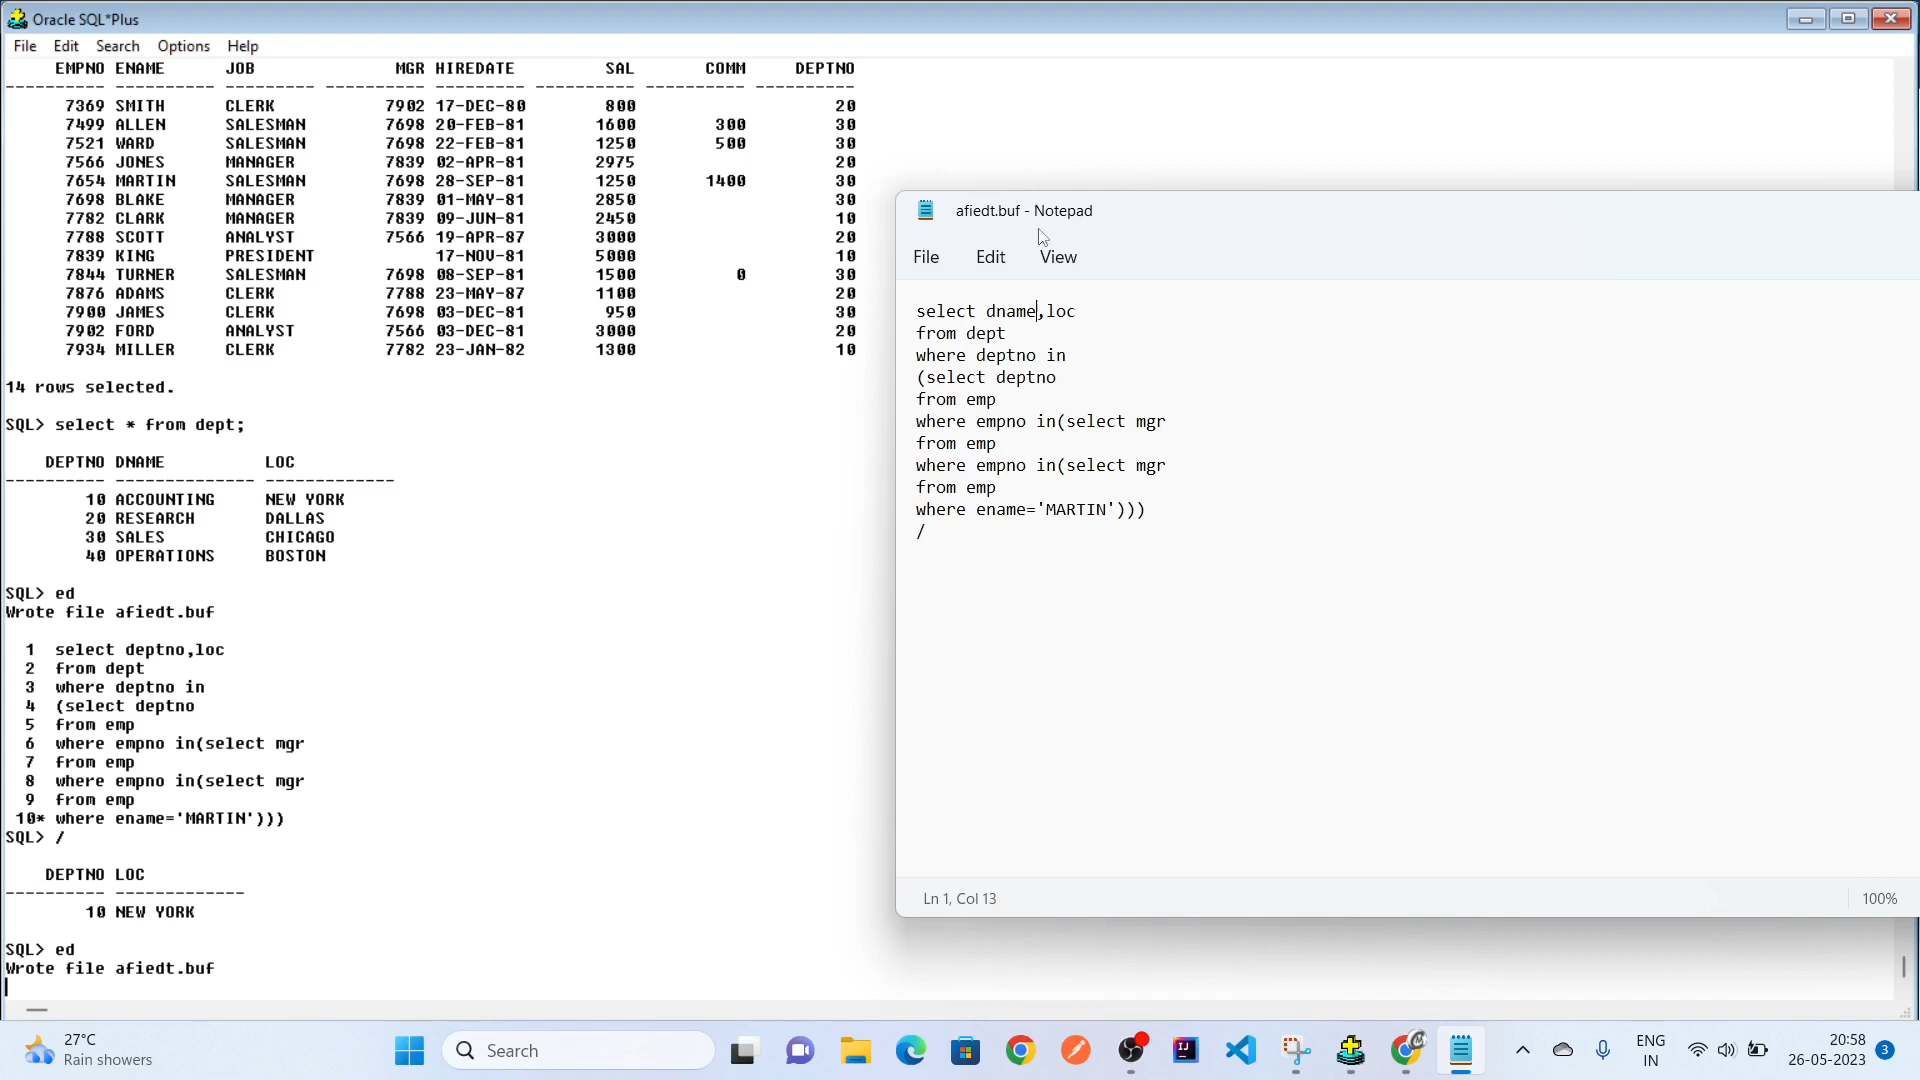 Oracle SQL*Plus
File Edit Search Options Help
EMPNO ENAME JOB MGR HIREDATE SAL COMM DEPTNO
---------- ---------- --------- ---------- --------- ---------- ---------- ----------
7369 SMITH CLERK 7902 17-DEC-80 800 20
7499 ALLEN SALESMAN 7698 20-FEB-81 1600 300 30
7521 WARD SALESMAN 7698 22-FEB-81 1250 500 30
7566 JONES MANAGER 7839 02-APR-81 2975 20
7654 MARTIN SALESMAN 7698 28-SEP-81 1250 1400 30
7698 BLAKE MANAGER 7839 01-MAY-81 2850 30
7782 CLARK MANAGER 7839 09-JUN-81 2450 10
7788 SCOTT ANALYST 7566 19-APR-87 3000 20
7839 KING PRESIDENT 17-NOV-81 5000 10
7844 TURNER SALESMAN 7698 08-SEP-81 1500 0 30
7876 ADAMS CLERK 7788 23-MAY-87 1100 20
7900 JAMES CLERK 7698 03-DEC-81 950 30
7902 FORD ANALYST 7566 03-DEC-81 3000 20
7934 MILLER CLERK 7782 23-JAN-82 1300 10
14 rows selected.
SQL> select * from dept;
DEPTNO DNAME LOC
---------- -------------- -------------
10 ACCOUNTING NEW YORK
20 RESEARCH DALLAS
30 SALES CHICAGO
40 OPERATIONS BOSTON
SQL> ed
Wrote file afiedt.buf
1 select deptno,loc
2 from dept
3 where deptno in
4 (select deptno
5 from emp
6 where empno in(select mgr
7 from emp
8 where empno in(select mgr
9 from emp
10* where ename='MARTIN')))
SQL> /
DEPTNO LOC
---------- -------------
10 NEW YORK
SQL> ed
Wrote file afiedt.buf
afiedt.buf - Notepad
File Edit View
select dname,loc
from dept
where deptno in
(select deptno
from emp
where empno in(select mgr
from emp
where empno in(select mgr
from emp
where ename='MARTIN')))
/
Ln 1, Col 13 100%
27°C
Rain showers
Search
ENG
IN
20:58
26-05-2023
3